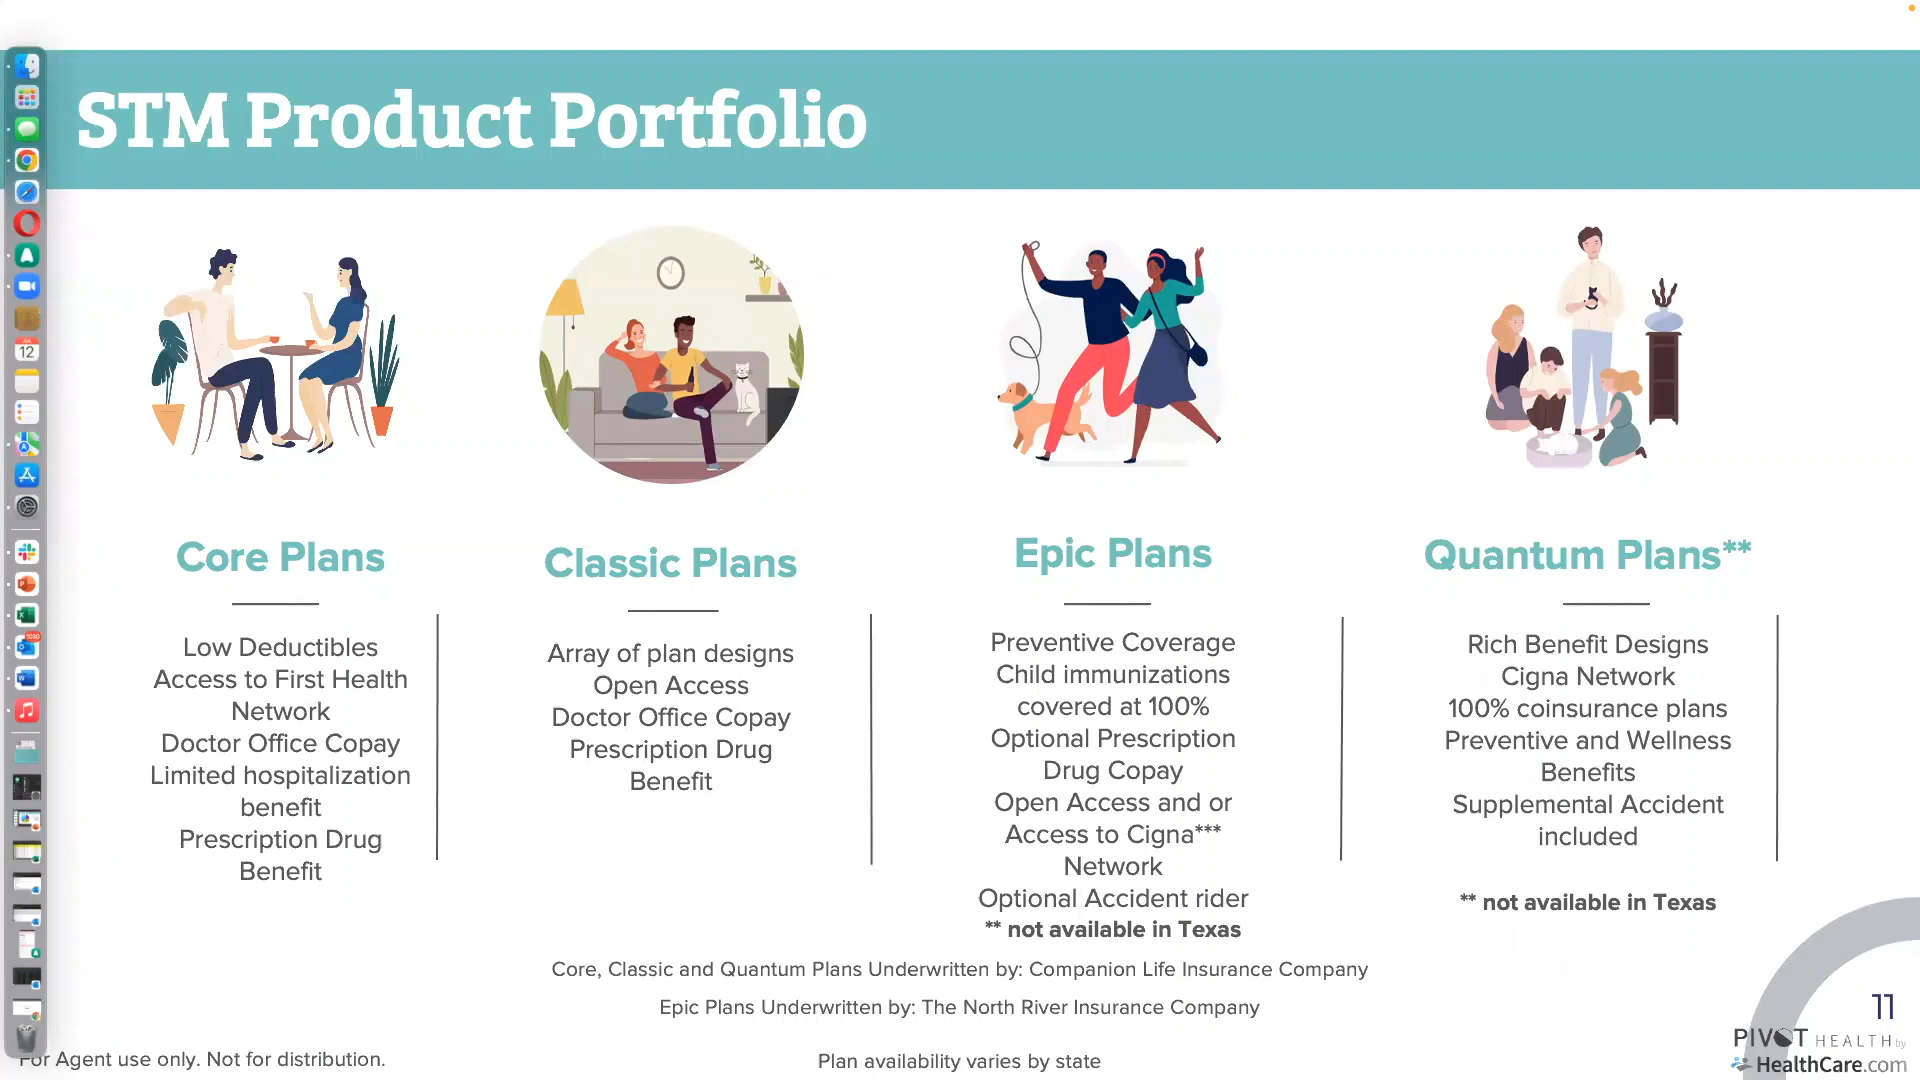 STM Product Portfolio
Core Plans
Low Deductibles
Access to First Health
Network
Doctor Office Copay
Limited hospitalization
benefit
Prescription Drug
Benefit
Classic Plans
Array of plan designs
Open Access
Doctor Office Copay
Prescription Drug
Benefit
Epic Plans
Preventive Coverage
Child immunizations
covered at 100%
Optional Prescription
Drug Copay
Open Access and or
Access to Cigna***
Network
Optional Accident rider
** not available in Texas
Quantum Plans**
Rich Benefit Designs
Cigna Network
100% coinsurance plans
Preventive and Wellness
Benefits
Supplemental Accident
included
** not available in Texas
Core, Classic and Quantum Plans Underwritten by: Companion Life Insurance Company
Epic Plans Underwritten by: The North River Insurance Company
11
PIVOT HEALTH by
HealthCare.com
For Agent use only. Not for distribution.
Plan availability varies by state
12